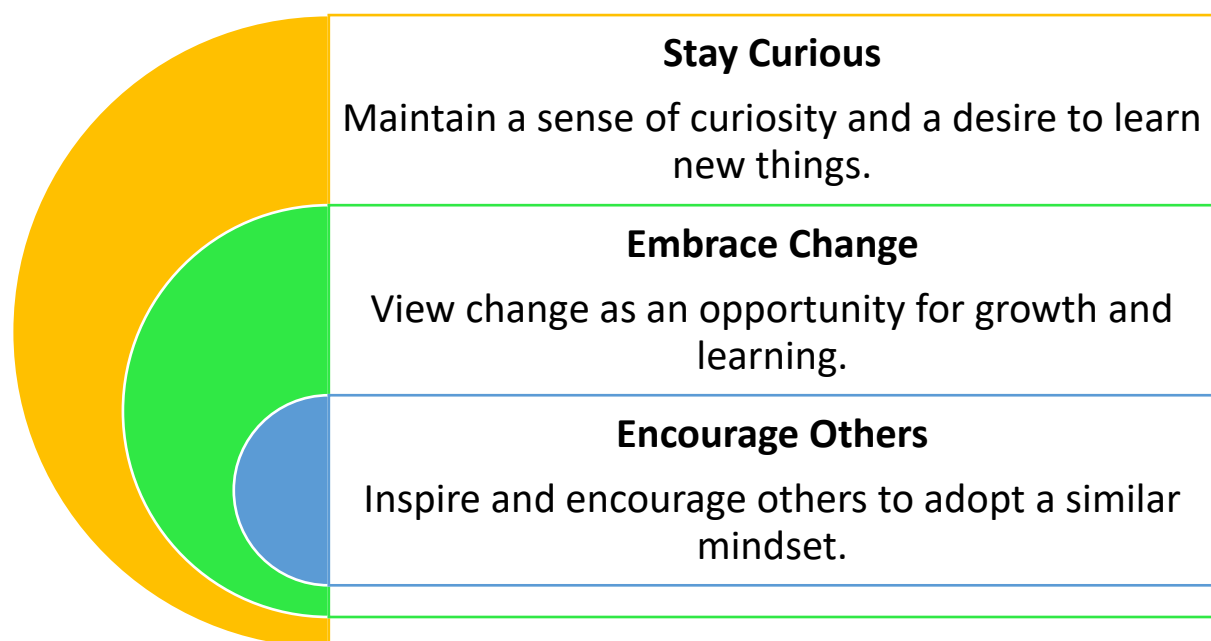 Stay Curious
Maintain a sense of curiosity and a desire to learn
new things.
Embrace Change
View change as an opportunity for growth and
learning.
Encourage Others
Inspire and encourage others to adopt a similar
mindset.